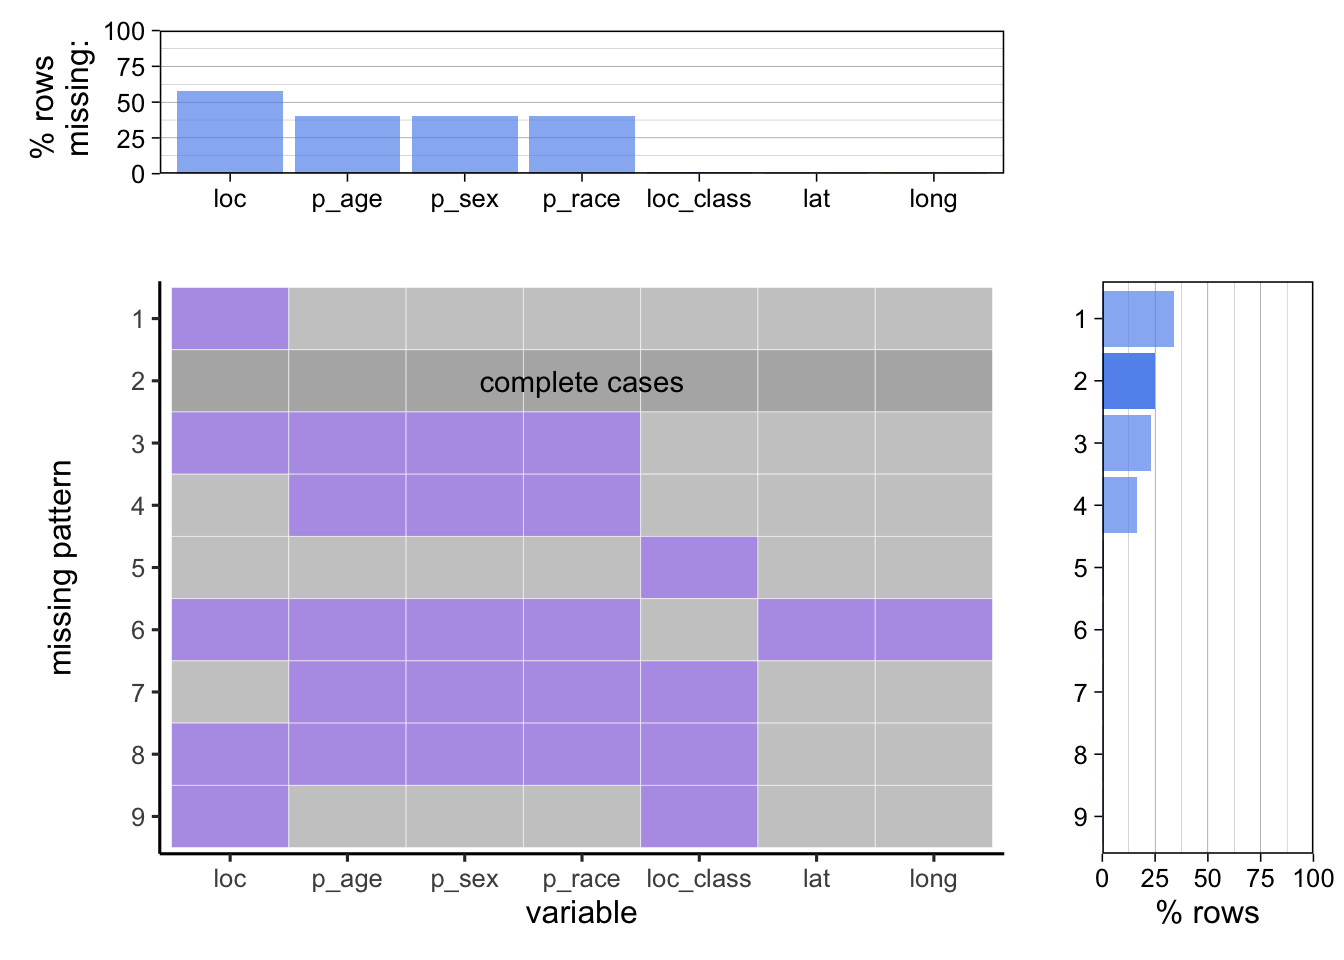 % rows
missing:
100
75
50
25
0
loc p_age p_sex p_race loc_class lat long
missing pattern
1
2
3
4
5
6
7
8
9
complete cases
loc p_age p_sex p_race loc_class lat long
variable
1
2
3
4
5
6
7
8
9
0 25 50 75 100
% rows